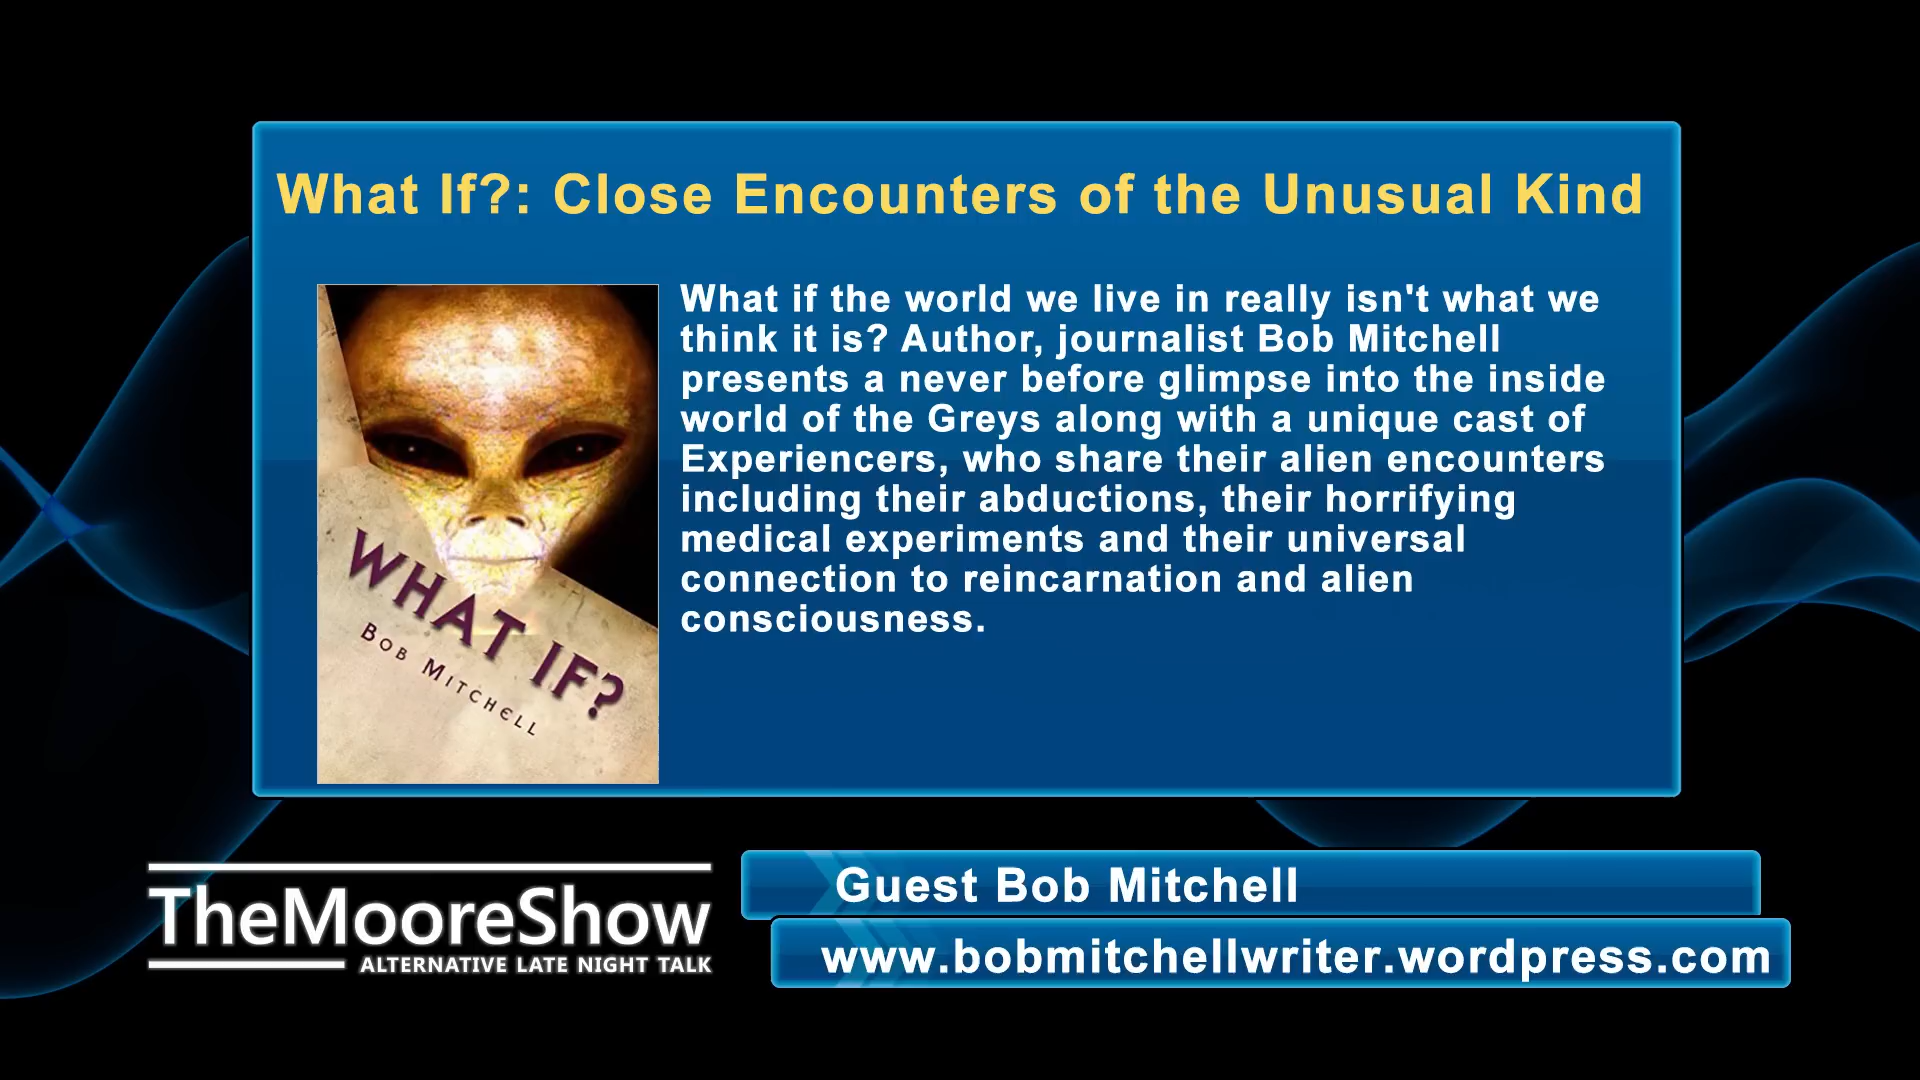 What If?: Close Encounters of the Unusual Kind
What if the world we live in really isn't what we
think it is? Author, journalist Bob Mitchell
presents a never before glimpse into the inside
world of the Greys along with a unique cast of
Experiencers, who share their alien encounters
including their abductions, their horrifying
medical experiments and their universal
connection to reincarnation and alien
consciousness.
WHAT IF?
BOB MITCHELL
TheMooreShow
ALTERNATIVE LATE NIGHT TALK
Guest Bob Mitchell
www.bobmitchellwriter.wordpress.com